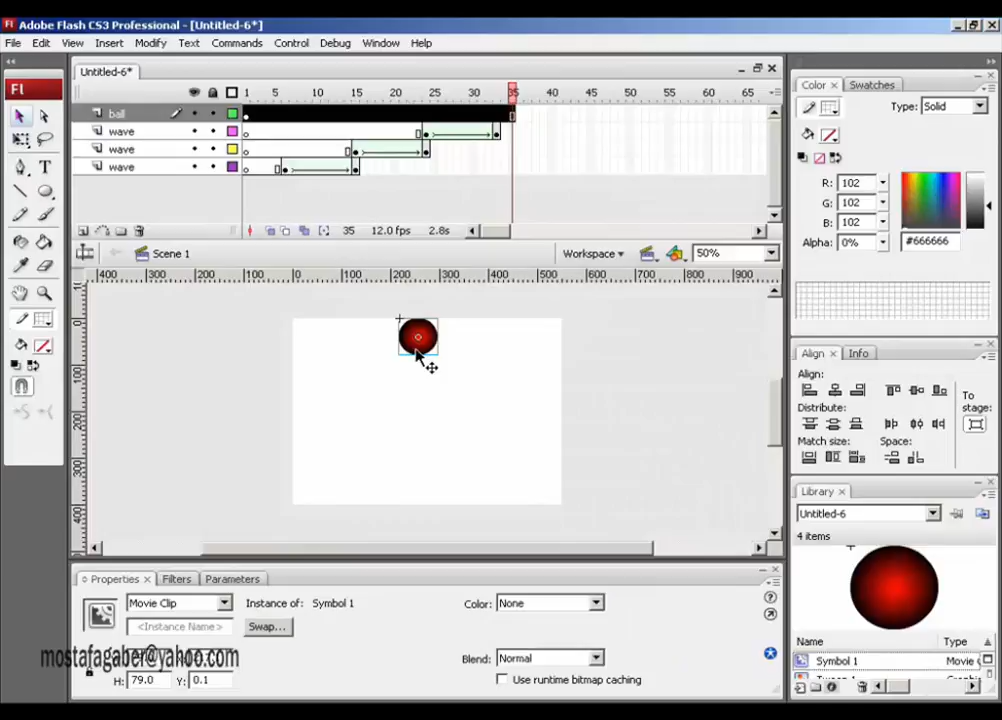 Adobe Flash CS3 Professional - [Untitled-6*]
File Edit View Insert Modify Text Commands Control Debug Window Help
Untitled-6*
Fl
1 5 10 15 20 25 30 35 40 45 50 55 60 65
ball
wave
wave
wave
35 12.0 fps 2.8s
Scene 1
Workspace
50%
400 300 200 100 0 100 200 300 400 500 600 700 800 900
0
100
200
300
400
Color Swatches
Type: Solid
R: 102
G: 102
B: 102
Alpha: 0% #666666
Align Info
Align:
To stage:
Distribute:
Match size: Space:
Library
Untitled-6
4 items
Name Type
Symbol 1 Movie
Properties Filters Parameters
Movie Clip Instance of: Symbol 1 Color: None
<Instance Name> Swap...
mostafagaber@yahoo.com
Blend: Normal
H: 79.0 Y: 0.1
Use runtime bitmap caching